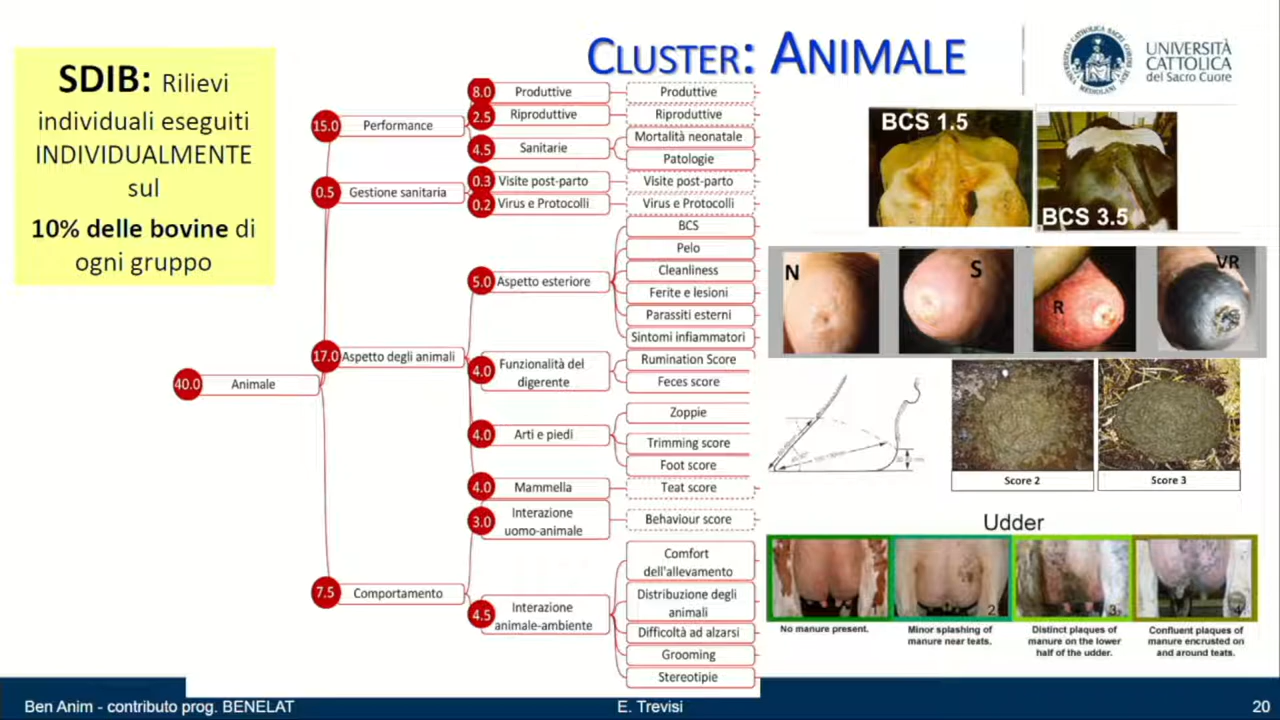 CLUSTER: ANIMALE
UNIVERSITÀ
CATTOLICA
del Sacro Cuore
SDIB: Rilievi
individuali eseguiti
INDIVIDUALMENTE
sul
10% delle bovine di
ogni gruppo
40.0 Animale
15.0 Performance
8.0 Produttive
Produttive
2.5 Riproduttive
Riproduttive
4.5 Sanitarie
Mortalità neonatale
Patologie
0.5 Gestione sanitaria
0.3 Visite post-parto
Visite post-parto
0.2 Virus e Protocolli
Virus e Protocolli
17.0 Aspetto degli animali
5.0 Aspetto esteriore
BCS
Pelo
Cleanliness
Ferite e lesioni
Parassiti esterni
Sintomi infiammatori
4.0 Funzionalità del
digerente
Rumination Score
Feces score
4.0 Arti e piedi
Zoppie
Trimming score
Foot score
4.0 Mammella
Teat score
7.5 Comportamento
3.0 Interazione
uomo-animale
Behaviour score
4.5 Interazione
animale-ambiente
Comfort
dell'allevamento
Distribuzione degli
animali
Difficoltà ad alzarsi
Grooming
Stereotipie
BCS 1.5
BCS 3.5
N
S
R
VR
Score 2
Score 3
Udder
1
2
3
4
No manure present.
Minor splashing of
manure near teats.
Distinct plaques of
manure on the lower
half of the udder.
Confluent plaques of
manure encrusted on
and around teats.
Ben Anim - contributo prog. BENELAT
E. Trevisi
20